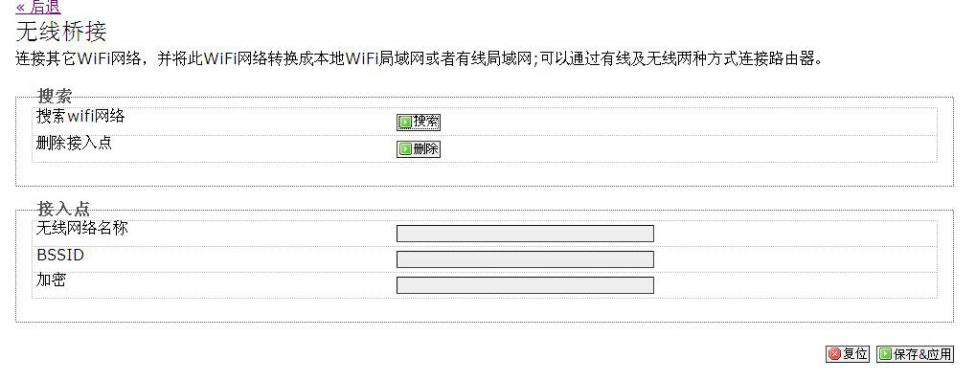 « 后退
无线桥接
连接其它WiFi网络，并将此WiFi网络转换成本地WiFi局域网或者有线局域网;可以通过有线及无线两种方式连接路由器。
搜索
搜索wifi网络
搜索
删除接入点
删除
接入点
无线网络名称
BSSID
加密
复位 保存&应用